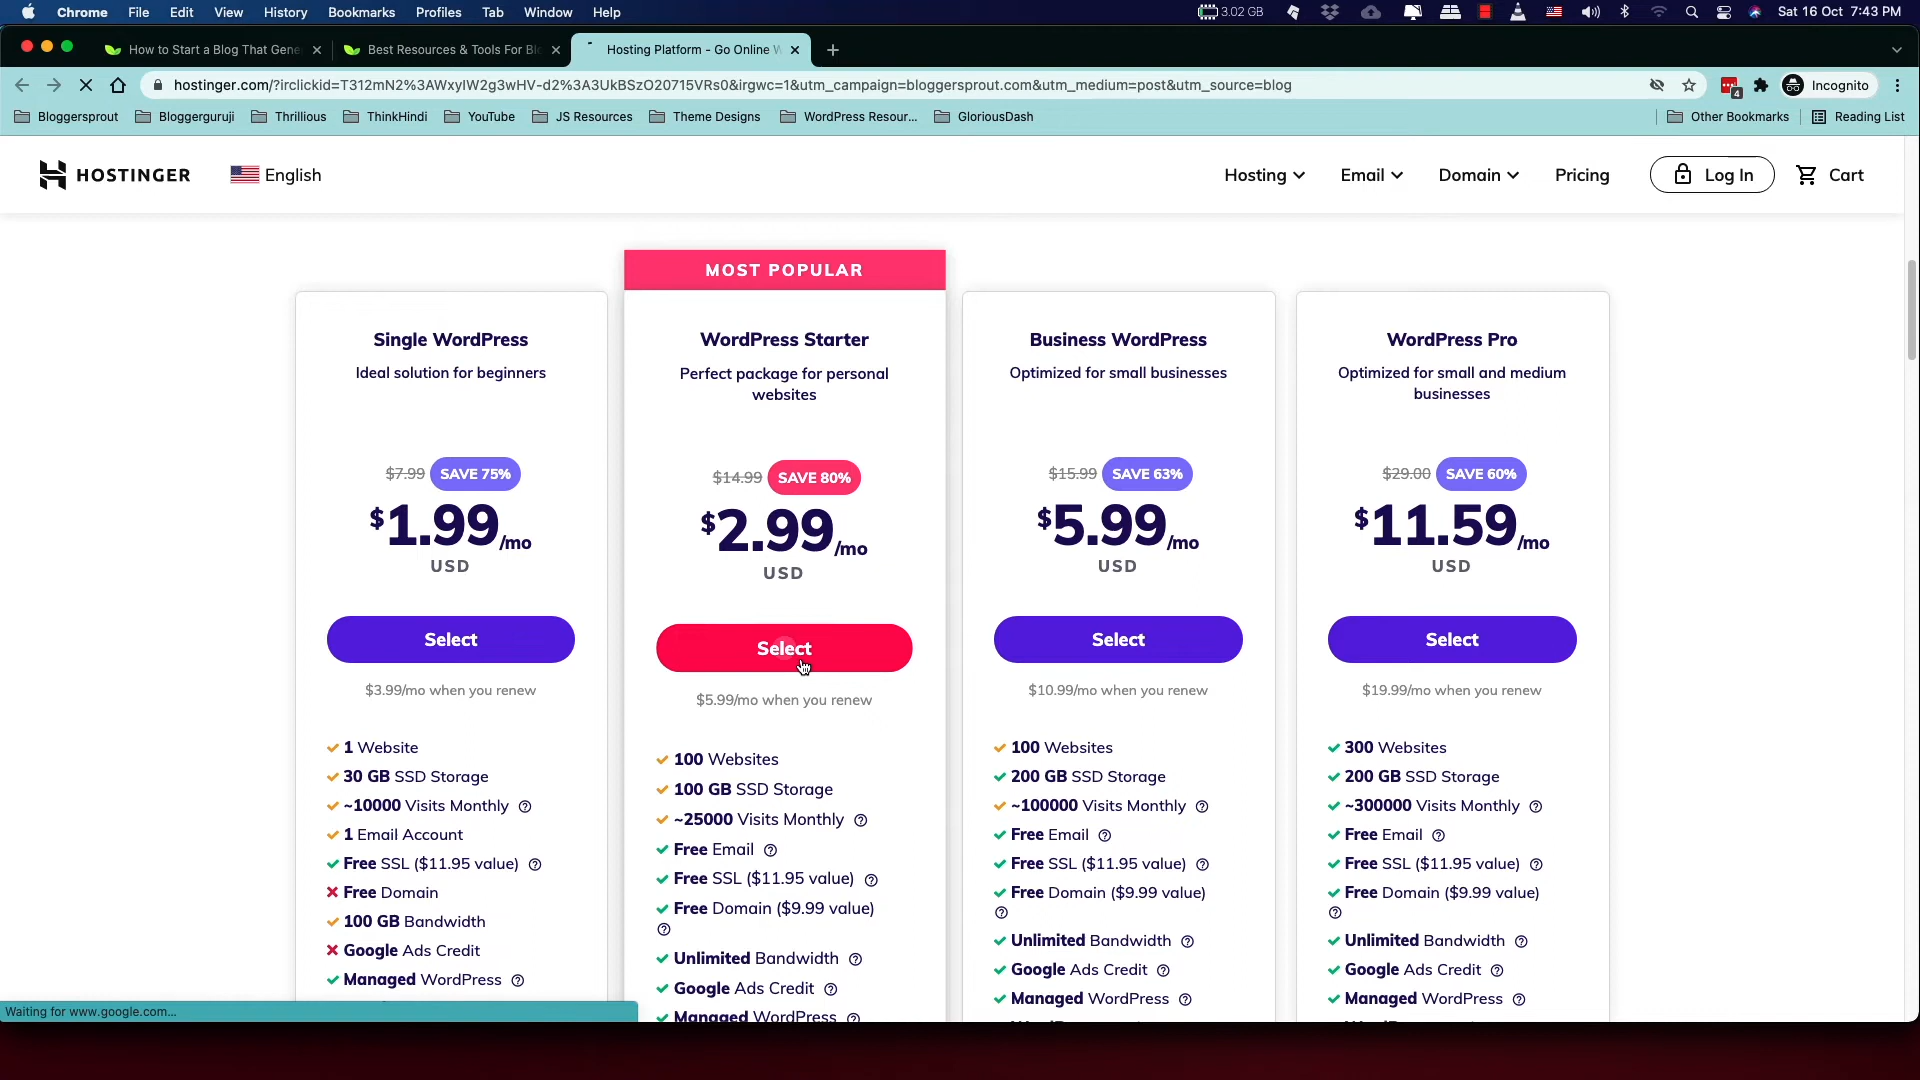 Chrome File Edit View History Bookmarks Profiles Tab Window Help 3.02 GB Sat 16 Oct 7:43 PM
How to Start a Blog That Gene Best Resources & Tools For Blo Hosting Platform - Go Online W
hostinger.com/?irclickid=T312mN2%3AWxyIW2g3wHV-d2%3A3UkBSzO20715VRs0&irgwc=1&utm_campaign=bloggersprout.com&utm_medium=post&utm_source=blog 4 Incognito
Bloggersprout Bloggerguruji Thrillious ThinkHindi YouTube JS Resources Theme Designs WordPress Resour... GloriousDash Other Bookmarks Reading List
HOSTINGER English Hosting Email Domain Pricing Log In Cart
MOST POPULAR
Single WordPress
Ideal solution for beginners
$7.99 SAVE 75%
$1.99/mo
USD
Select
$3.99/mo when you renew
1 Website
30 GB SSD Storage
~10000 Visits Monthly
1 Email Account
Free SSL ($11.95 value)
Free Domain
100 GB Bandwidth
Google Ads Credit
Managed WordPress
WordPress Starter
Perfect package for personal
websites
$14.99 SAVE 80%
$2.99/mo
USD
Select
$5.99/mo when you renew
100 Websites
100 GB SSD Storage
~25000 Visits Monthly
Free Email
Free SSL ($11.95 value)
Free Domain ($9.99 value)
Unlimited Bandwidth
Google Ads Credit
Managed WordPress
Business WordPress
Optimized for small businesses
$15.99 SAVE 63%
$5.99/mo
USD
Select
$10.99/mo when you renew
100 Websites
200 GB SSD Storage
~100000 Visits Monthly
Free Email
Free SSL ($11.95 value)
Free Domain ($9.99 value)
Unlimited Bandwidth
Google Ads Credit
Managed WordPress
WordPress Pro
Optimized for small and medium
businesses
$29.00 SAVE 60%
$11.59/mo
USD
Select
$19.99/mo when you renew
300 Websites
200 GB SSD Storage
~300000 Visits Monthly
Free Email
Free SSL ($11.95 value)
Free Domain ($9.99 value)
Unlimited Bandwidth
Google Ads Credit
Managed WordPress
Waiting for www.google.com...